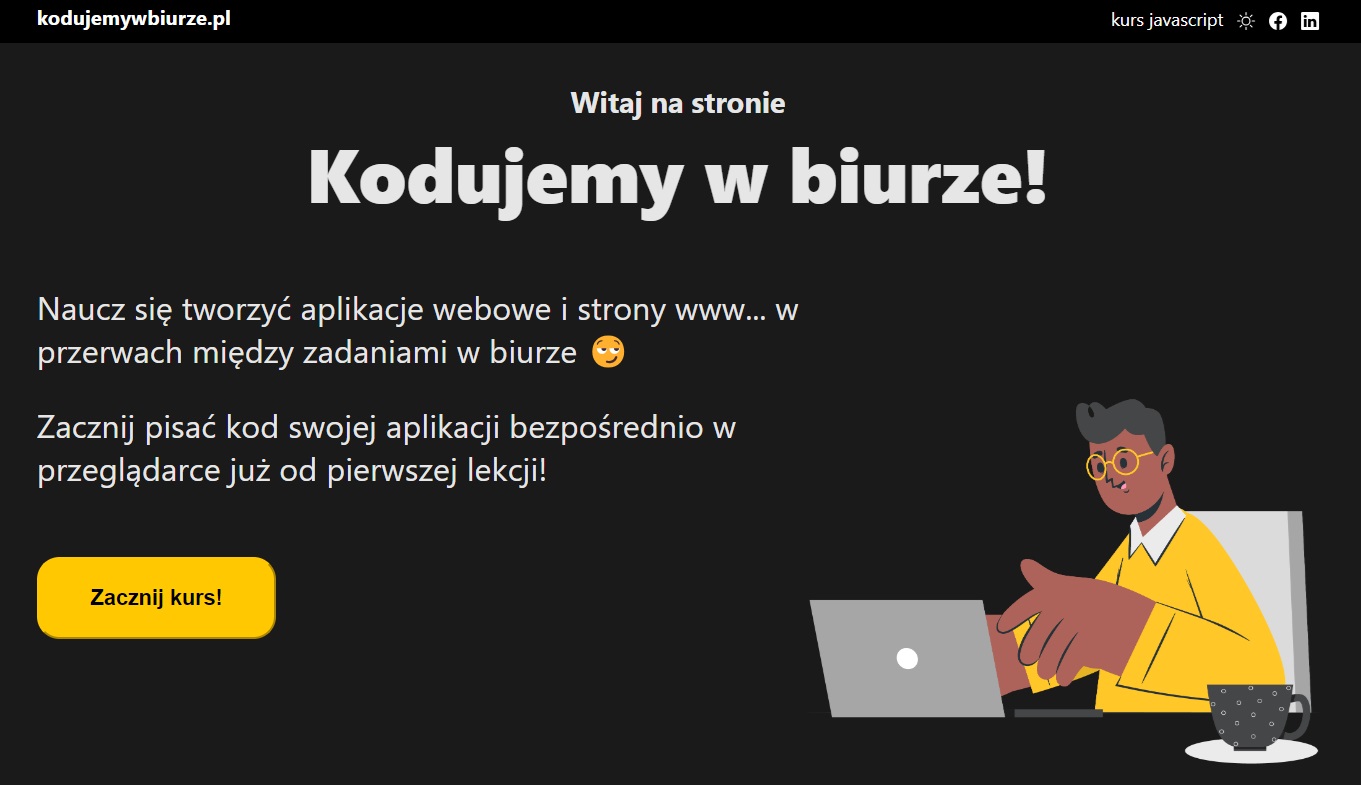 kodujemywbiurze.pl
kurs javascript
Witaj na stronie
Kodujemy w biurze!
Naucz się tworzyć aplikacje webowe i strony www... w
przerwach między zadaniami w biurze 😏
Zacznij pisać kod swojej aplikacji bezpośrednio w
przeglądarce już od pierwszej lekcji!
Zacznij kurs!